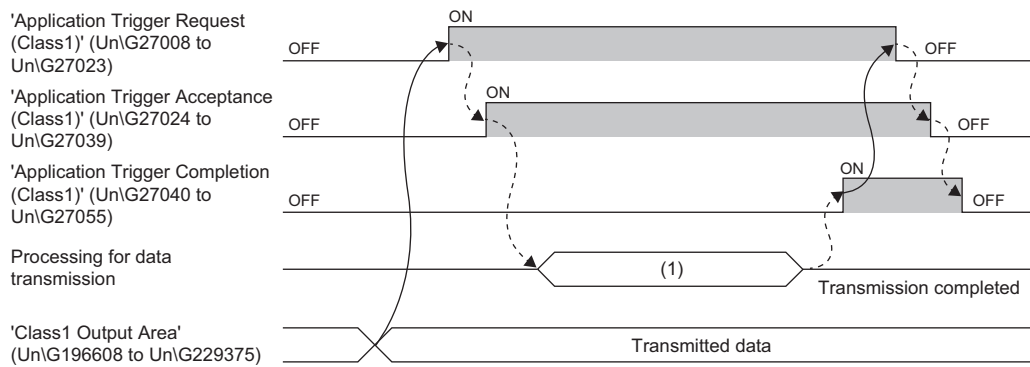 'Application Trigger Request
(Class1)' (Un\G27008 to
Un\G27023)
OFF
ON
OFF
'Application Trigger Acceptance
(Class1)' (Un\G27024 to
Un\G27039)
OFF
ON
OFF
'Application Trigger Completion
(Class1)' (Un\G27040 to
Un\G27055)
OFF
ON
OFF
Processing for data
transmission
(1)
Transmission completed
'Class1 Output Area'
(Un\G196608 to Un\G229375)
Transmitted data